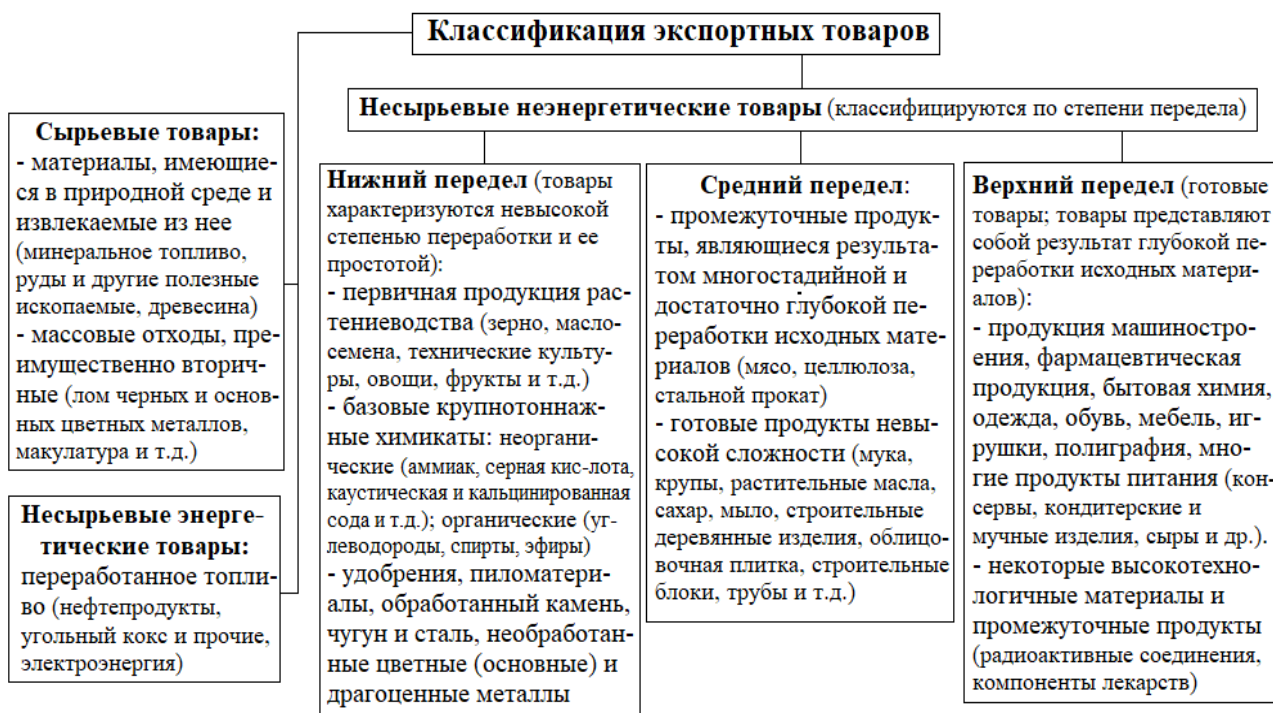 Классификация экспортных товаров
Несырьевые неэнергетические товары (классифицируются по степени передела)
Сырьевые товары:
- материалы, имеющие-
ся в природной среде и
извлекаемые из нее
(минеральное топливо,
руды и другие полезные
ископаемые, древесина)
- массовые отходы, пре-
имущественно вторич-
ные (лом черных и основ-
ных цветных металлов,
макулатура и т.д.)
Несырьевые энерге-
тические товары:
переработанное топли-
во (нефтепродукты,
угольный кокс и прочие,
электроэнергия)
Нижний передел (товары
характеризуются невысокой
степенью переработки и ее
простотой):
- первичная продукция рас-
тениеводства (зерно, масло-
семена, технические культу-
ры, овощи, фрукты и т.д.)
- базовые крупнотоннаж-
ные химикаты: неоргани-
ческие (аммиак, серная кис-лота,
каустическая и кальцинированная
сода и т.д.); органические (уг-
леводороды, спирты, эфиры)
- удобрения, пиломатери-
алы, обработанный камень,
чугун и сталь, необработан-
ные цветные (основные) и
драгоценные металлы
Средний передел:
- промежуточные продук-
ты, являющиеся результа-
том многостадийной и
достаточно глубокой пе-
реработки исходных мате-
риалов (мясо, целлюлоза,
стальной прокат)
- готовые продукты невы-
сокой сложности (мука,
крупы, растительные масла,
сахар, мыло, строительные
деревянные изделия, облицо-
вочная плитка, строительные
блоки, трубы и т.д.)
Верхний передел (готовые
товары; товары представляют
собой результат глубокой пе-
реработки исходных матери-
алов):
- продукция машиностро-
ения, фармацевтическая
продукция, бытовая химия,
одежда, обувь, мебель, иг-
рушки, полиграфия, мно-
гие продукты питания (кон-
сервы, кондитерские и
мучные изделия, сыры и др.).
- некоторые высокотехно-
логичные материалы и
промежуточные продукты
(радиоактивные соединения,
компоненты лекарств)